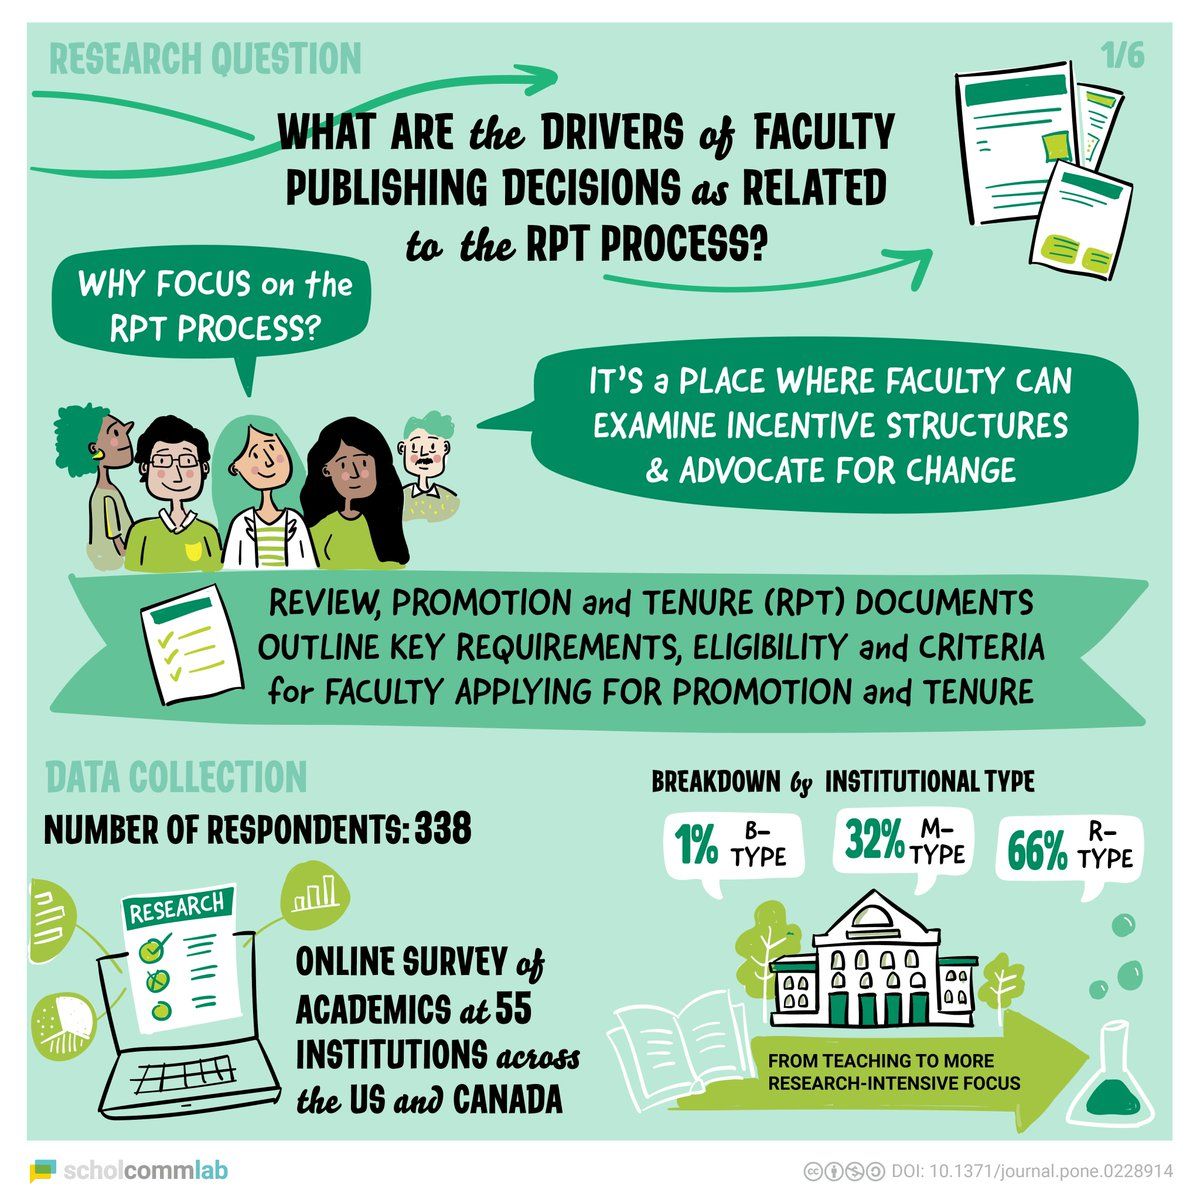 RESEARCH QUESTION
1/6
WHAT ARE the DRIVERS of FACULTY
PUBLISHING DECISIONS as RELATED
to the RPT PROCESS?
WHY FOCUS on the
RPT PROCESS?
IT'S a PLACE WHERE FACULTY CAN
EXAMINE INCENTIVE STRUCTURES
& ADVOCATE FOR CHANGE
REVIEW, PROMOTION and TENURE (RPT) DOCUMENTS
OUTLINE KEY REQUIREMENTS, ELIGIBILITY and CRITERIA
for FACULTY APPLYING FOR PROMOTION and TENURE
DATA COLLECTION
NUMBER OF RESPONDENTS: 338
RESEARCH
ONLINE SURVEY of
ACADEMICS at 55
INSTITUTIONS across
the US and CANADA
BREAKDOWN by INSTITUTIONAL TYPE
1% B-
TYPE
32% M-
TYPE
66% R-
TYPE
FROM TEACHING TO MORE
RESEARCH-INTENSIVE FOCUS
scholcommlab
DOI: 10.1371/journal.pone.0228914